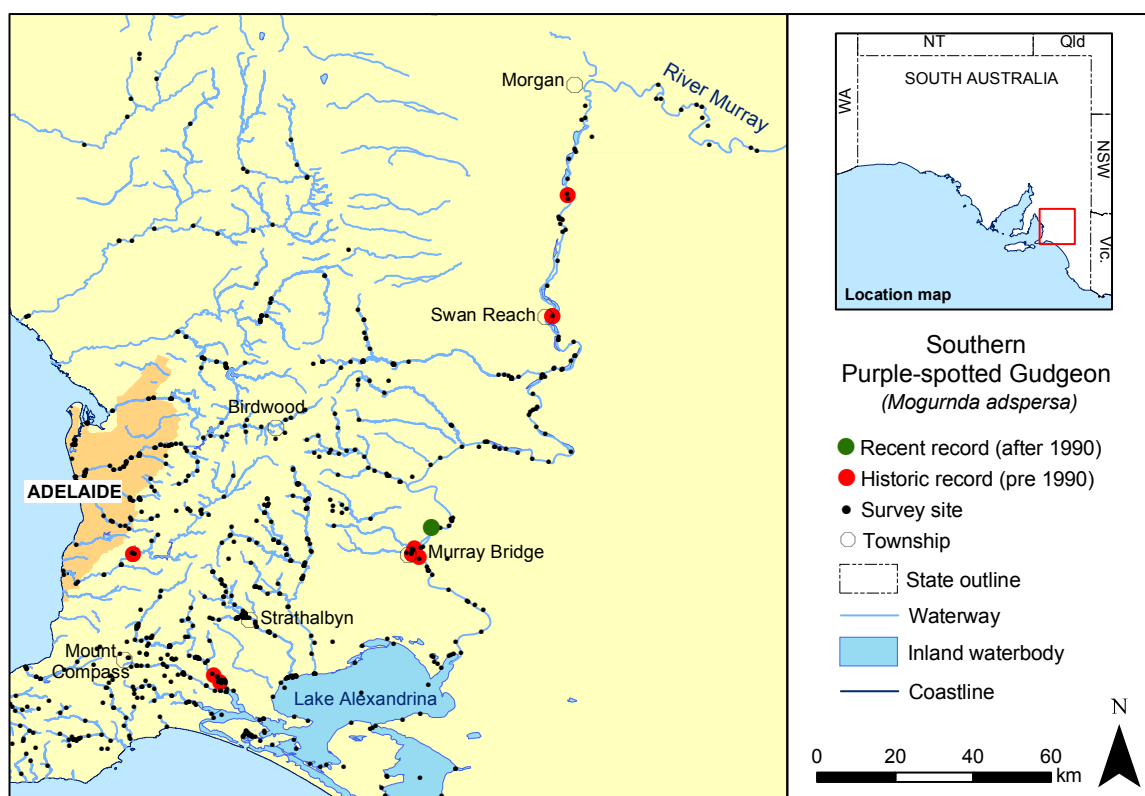 Morgan
River Murray
Swan Reach
Birdwood
ADELAIDE
Murray Bridge
Strathalbyn
Mount
Compass
Lake Alexandrina
NT
Qld
SOUTH AUSTRALIA
WA
NSW
Vic.
Location map
Southern
Purple-spotted Gudgeon
(Mogurnda adspersa)
Recent record (after 1990)
Historic record (pre 1990)
Survey site
Township
State outline
Waterway
Inland waterbody
Coastline
N
0 20 40 60
km